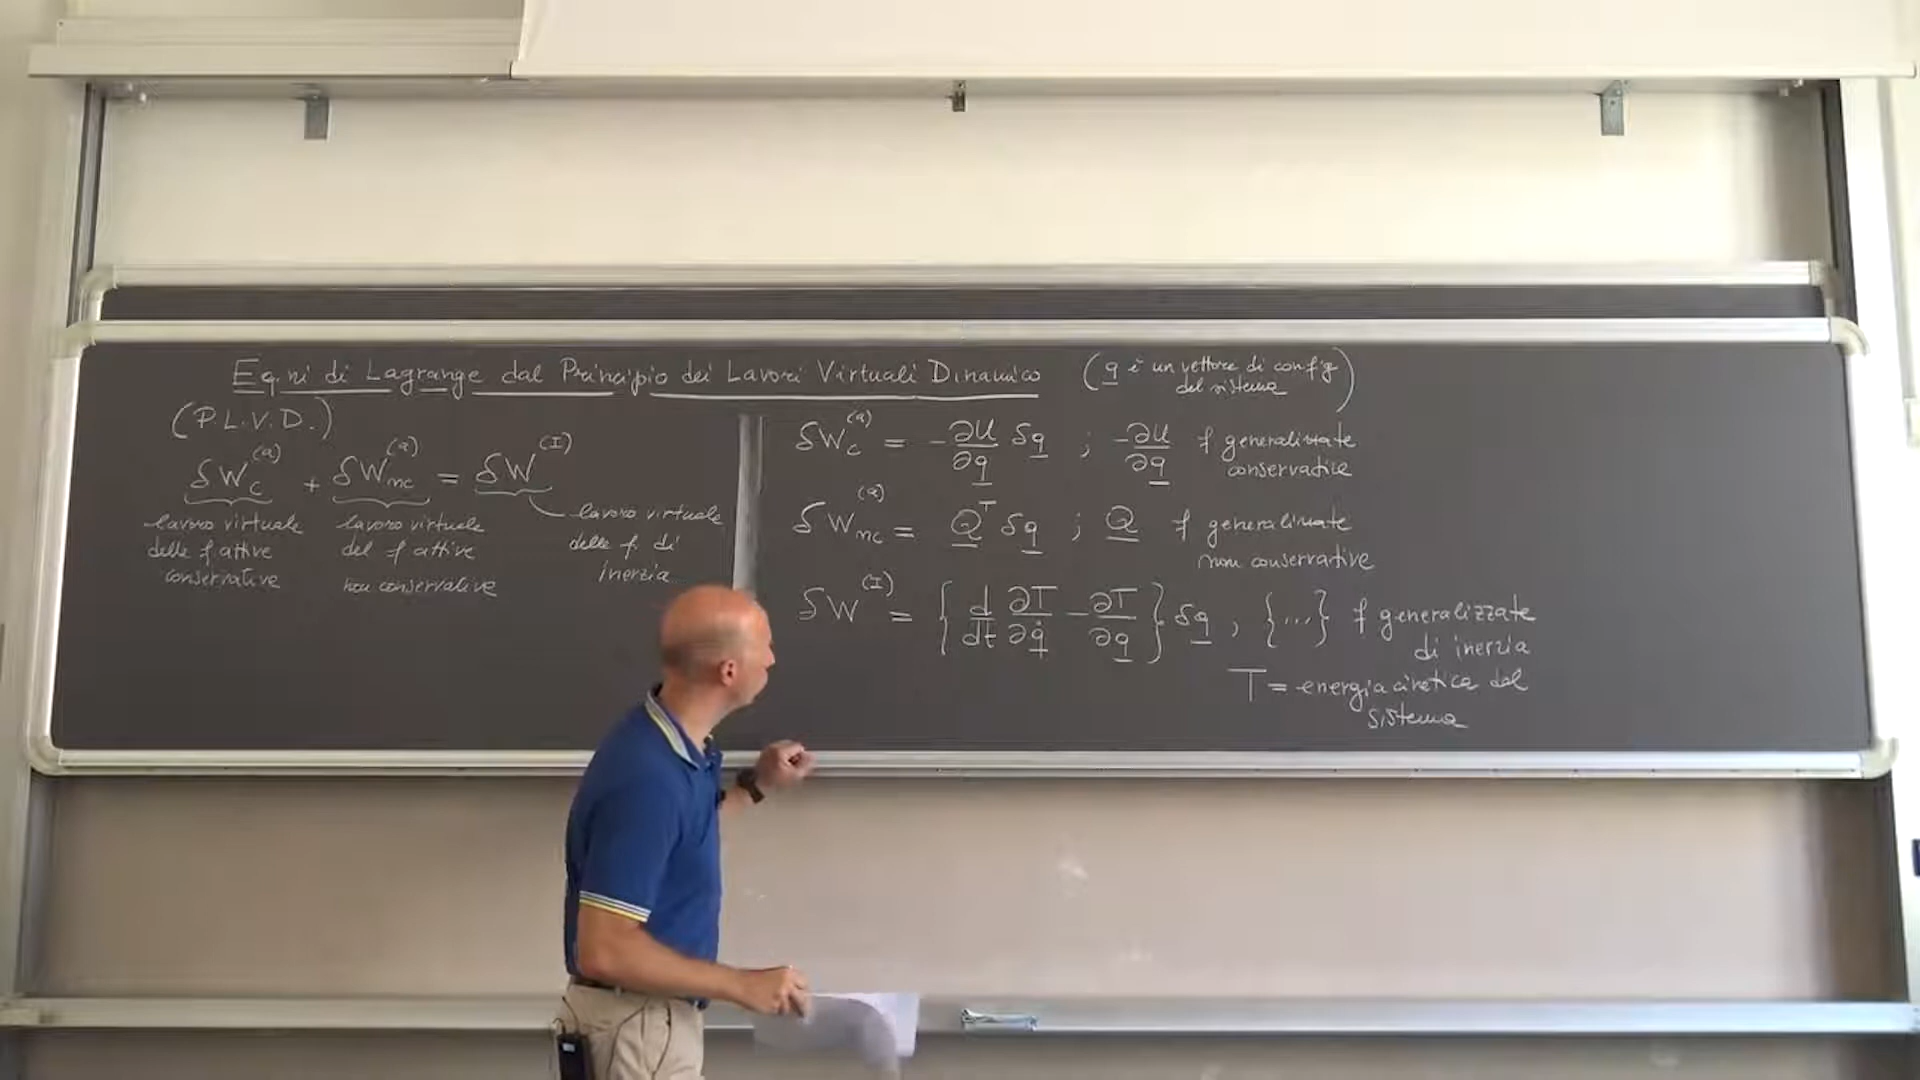 Eq.ni di Lagrange dal Principio dei Lavori Virtuali Dinamico
(q è un vettore di config
del sistema)
(P.L.V.D.)
δW_c^(a) + δW_nc^(a) = δW^(I)
lavoro virtuale
delle f. attive
conservative
lavoro virtuale
del f attive
non conservative
lavoro virtuale
delle f. di
inerzia
δW_c^(a) = -∂U/∂q δq ; -∂U/∂q f generalizzate
conservative
δW_nc^(a) = Q^T δq ; Q f generalizzate
non conservative
δW^(I) = { d/dt ∂T/∂q̇ - ∂T/∂q } δq , {...} f generalizzate
di inerzia
T = energia cinetica del
sistema